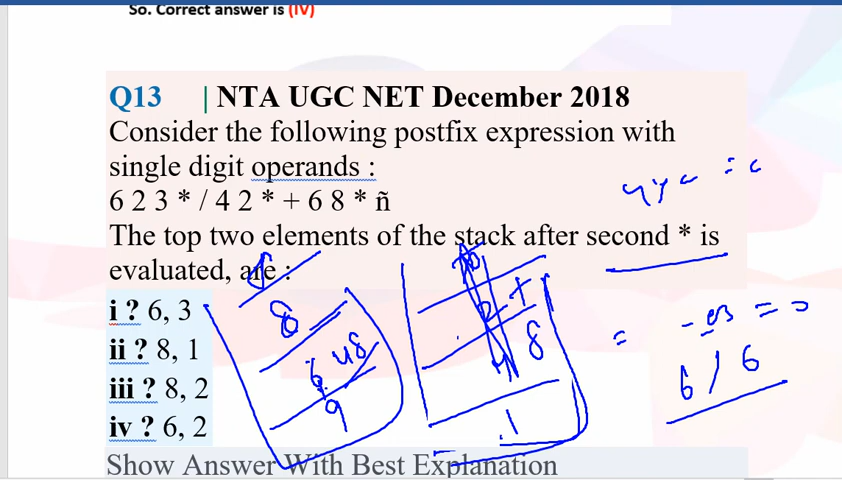 So. Correct answer is (IV)
Q13 | NTA UGC NET December 2018
Consider the following postfix expression with
single digit operands :
6 2 3 * / 4 2 * + 6 8 * ñ
The top two elements of the stack after second * is
evaluated, are :
i ? 6, 3
ii ? 8, 1
iii ? 8, 2
iv ? 6, 2
Show Answer With Best Explanation
8
6 48
9
+
8
1
=
6 / 6